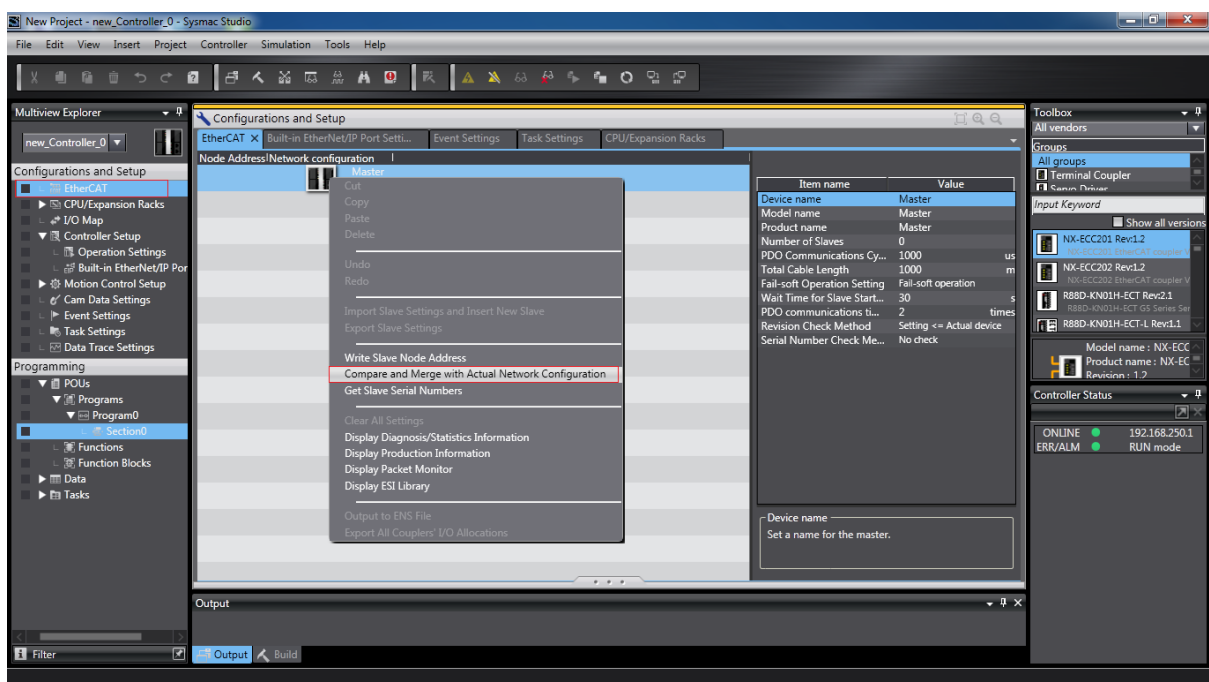 New Project - new_Controller_0 - Sysmac Studio
File Edit View Insert Project Controller Simulation Tools Help
Multiview Explorer
new_Controller_0
Configurations and Setup
EtherCAT
CPU/Expansion Racks
I/O Map
Controller Setup
Operation Settings
Built-in EtherNet/IP Por
Motion Control Setup
Cam Data Settings
Event Settings
Task Settings
Data Trace Settings
Programming
POUs
Programs
Program0
Section0
Functions
Function Blocks
Data
Tasks
Filter
Configurations and Setup
EtherCAT Built-in EtherNet/IP Port Setti... Event Settings Task Settings CPU/Expansion Racks
Node Address Network configuration
Master
Cut
Copy
Paste
Delete
Undo
Redo
Import Slave Settings and Insert New Slave
Export Slave Settings
Write Slave Node Address
Compare and Merge with Actual Network Configuration
Get Slave Serial Numbers
Clear All Settings
Display Diagnosis/Statistics Information
Display Production Information
Display Packet Monitor
Display ESI Library
Output to ENS File
Export All Couplers' I/O Allocations
Item name Value
Device name Master
Model name Master
Product name Master
Number of Slaves 0
PDO Communications Cy... 1000 us
Total Cable Length 1000 m
Fail-soft Operation Setting Fail-soft operation
Wait Time for Slave Start... 30 s
PDO communications ti... 2 times
Revision Check Method Setting <= Actual device
Serial Number Check Me... No check
Device name
Set a name for the master.
Output
Output Build
Toolbox
All vendors
Groups
All groups
Terminal Coupler
Servo Driver
Input Keyword
Show all versions
NX-ECC201 Rev:1.2
NX-ECC201 EtherCAT coupler V
NX-ECC202 Rev:1.2
NX-ECC202 EtherCAT coupler V
R88D-KN01H-ECT Rev:2.1
R88D-KN01H-ECT G5 Series Ser
R88D-KN01H-ECT-L Rev:1.1
Model name : NX-ECC
Product name : NX-EC
Revision : 1.2
Controller Status
ONLINE 192.168.250.1
ERR/ALM RUN mode